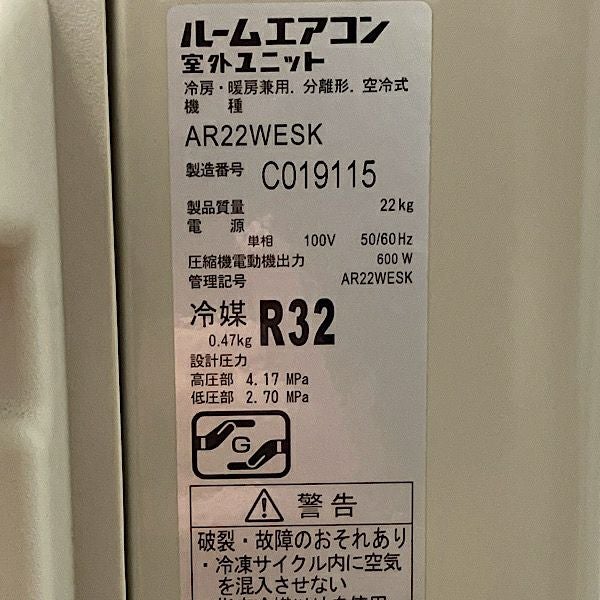 ルームエアコン
室外ユニット
冷房・暖房兼用. 分離形. 空冷式
機 種
AR22WESK
製造番号 C019115
製品質量 22kg
電 源
単相 100V 50/60Hz
圧縮機電動機出力 600 W
管理記号 AR22WESK
冷媒 R32
0.47kg
設計圧力
高圧部 4.17 MPa
低圧部 2.70 MPa
G
警告
破裂・故障のおそれあり
・冷凍サイクル内に空気
を混入させない